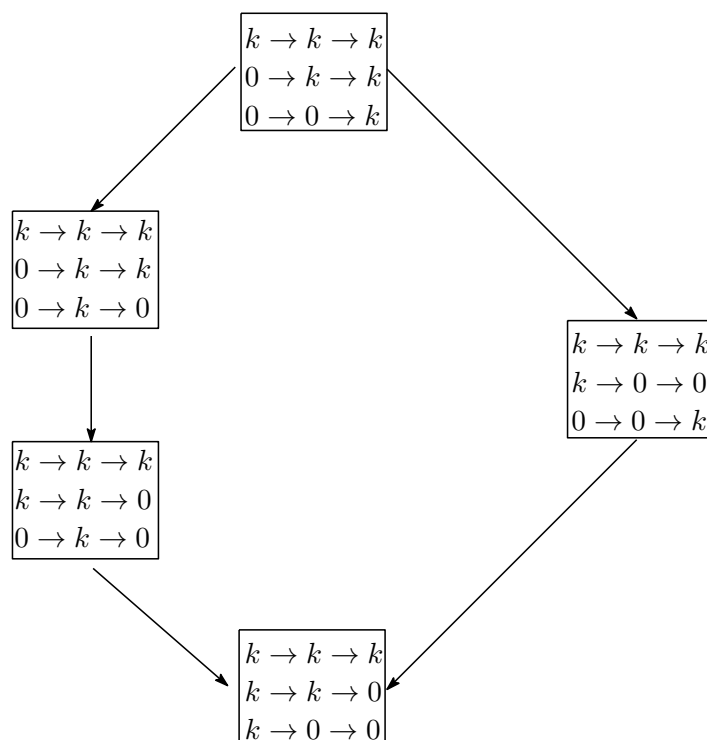 k → k → k
0 → k → k
0 → 0 → k
k → k → k
0 → k → k
0 → k → 0
k → k → k
k → 0 → 0
0 → 0 → k
k → k → k
k → k → 0
0 → k → 0
k → k → k
k → k → 0
k → 0 → 0